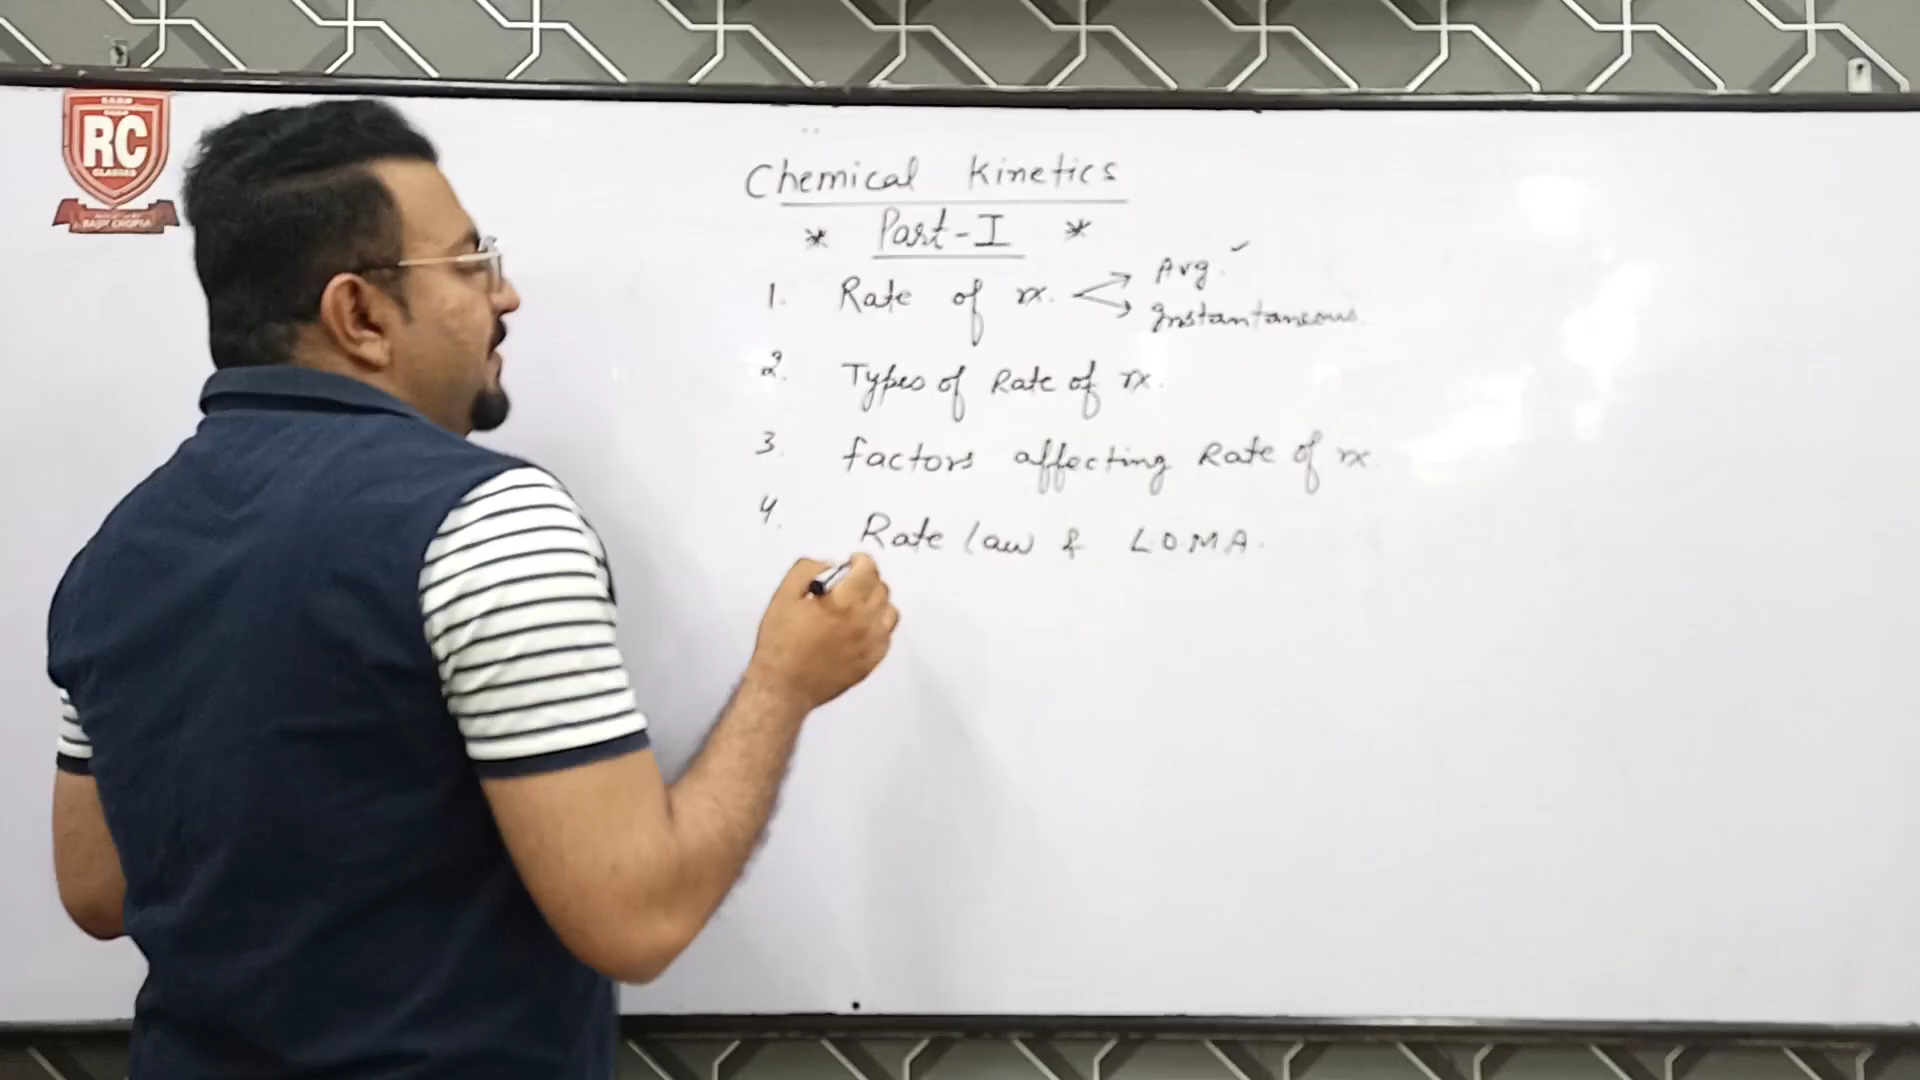 RC
CLASSES
Chemical Kinetics
* Part-I *
1. Rate of rx. Avg. ✓
Instantaneous.
2. Types of Rate of rx.
3. factors affecting Rate of rx
4. Rate law & L.O.M.A.